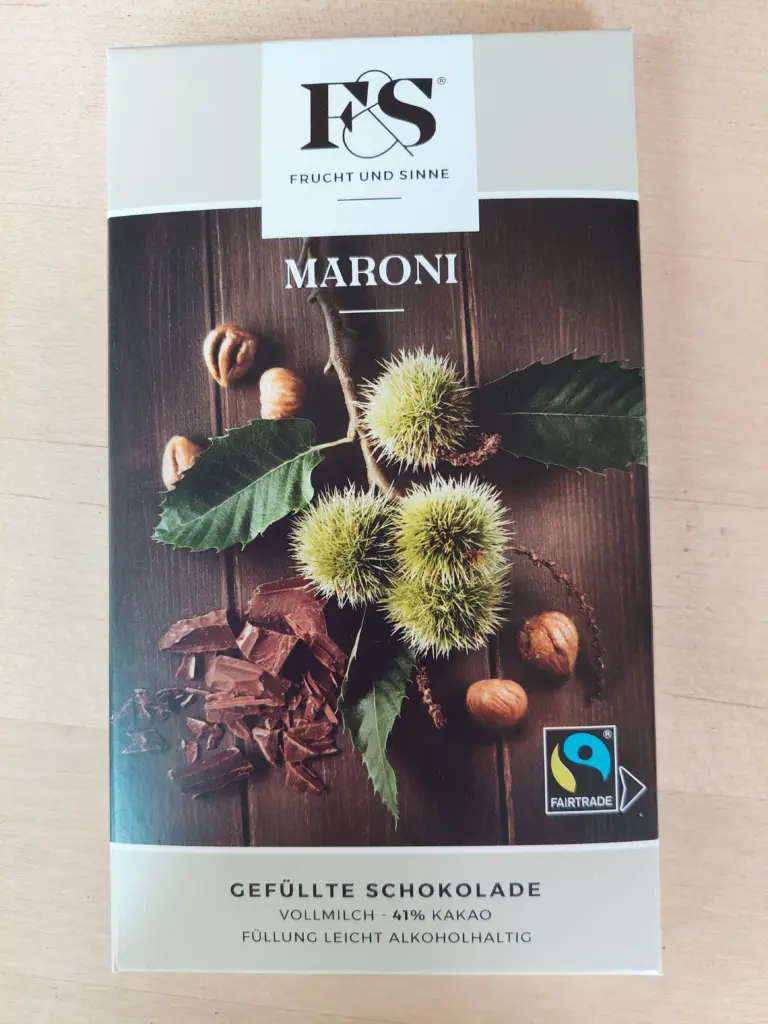 F&S®
FRUCHT UND SINNE
MARONI
®
FAIRTRADE
GEFÜLLTE SCHOKOLADE
VOLLMILCH - 41% KAKAO
FÜLLUNG LEICHT ALKOHOLHALTIG